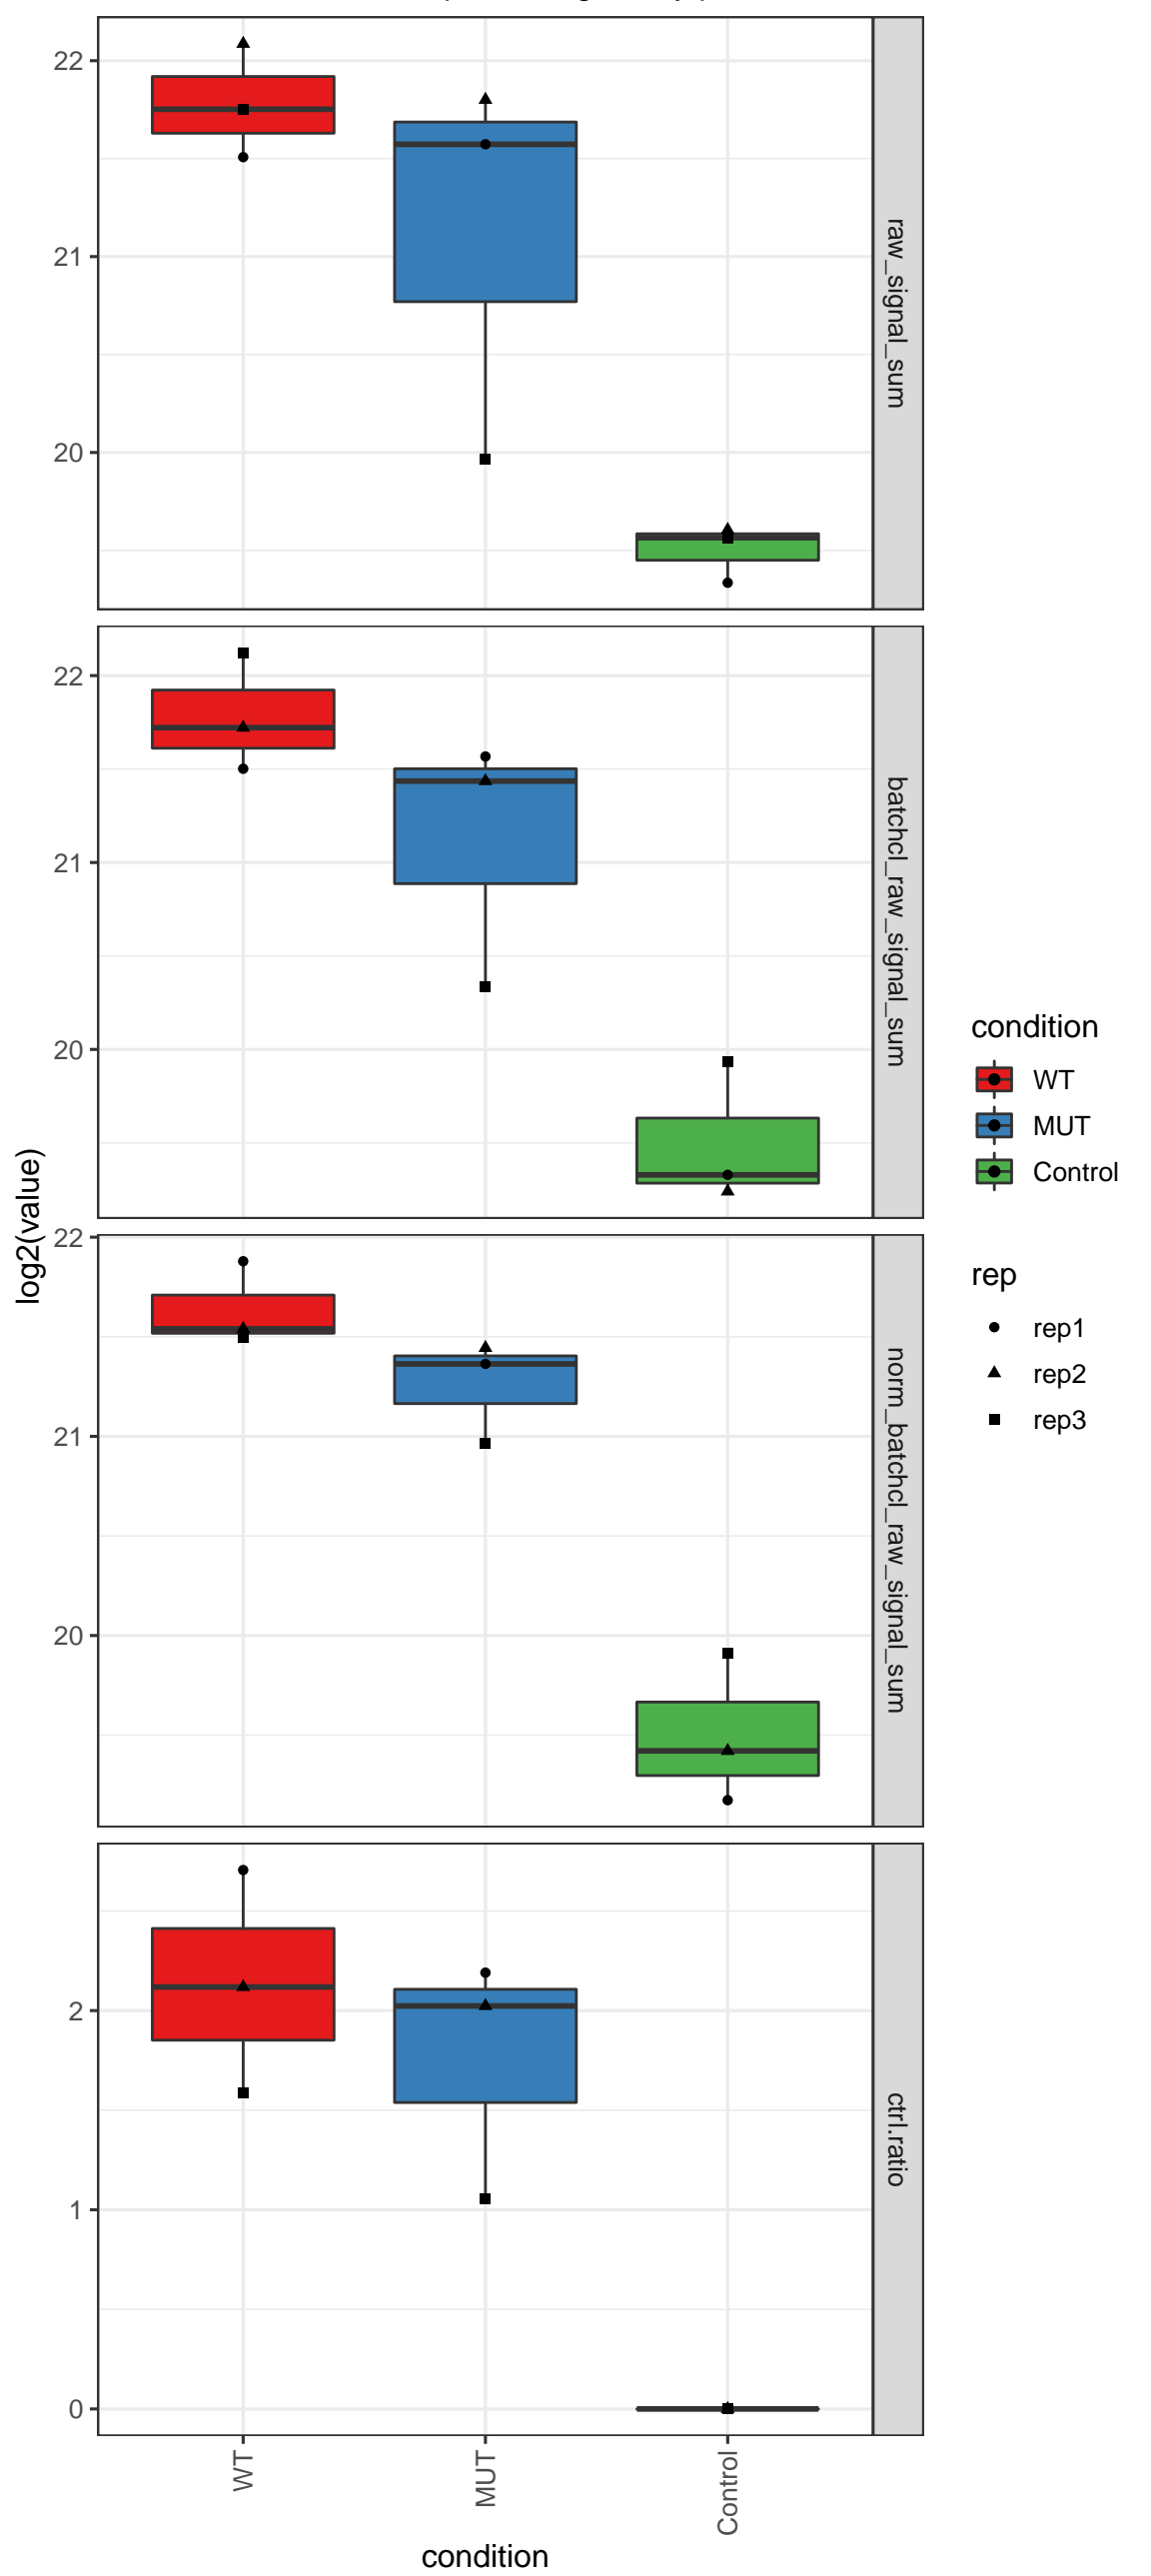 22
21
20
raw_signal_sum
22
21
20
batchcl_raw_signal_sum
22
21
20
norm_batchcl_raw_signal_sum
2
1
0
ctrl.ratio
log2(value)
WT
MUT
Control
condition
condition
WT
MUT
Control
rep
rep1
rep2
rep3